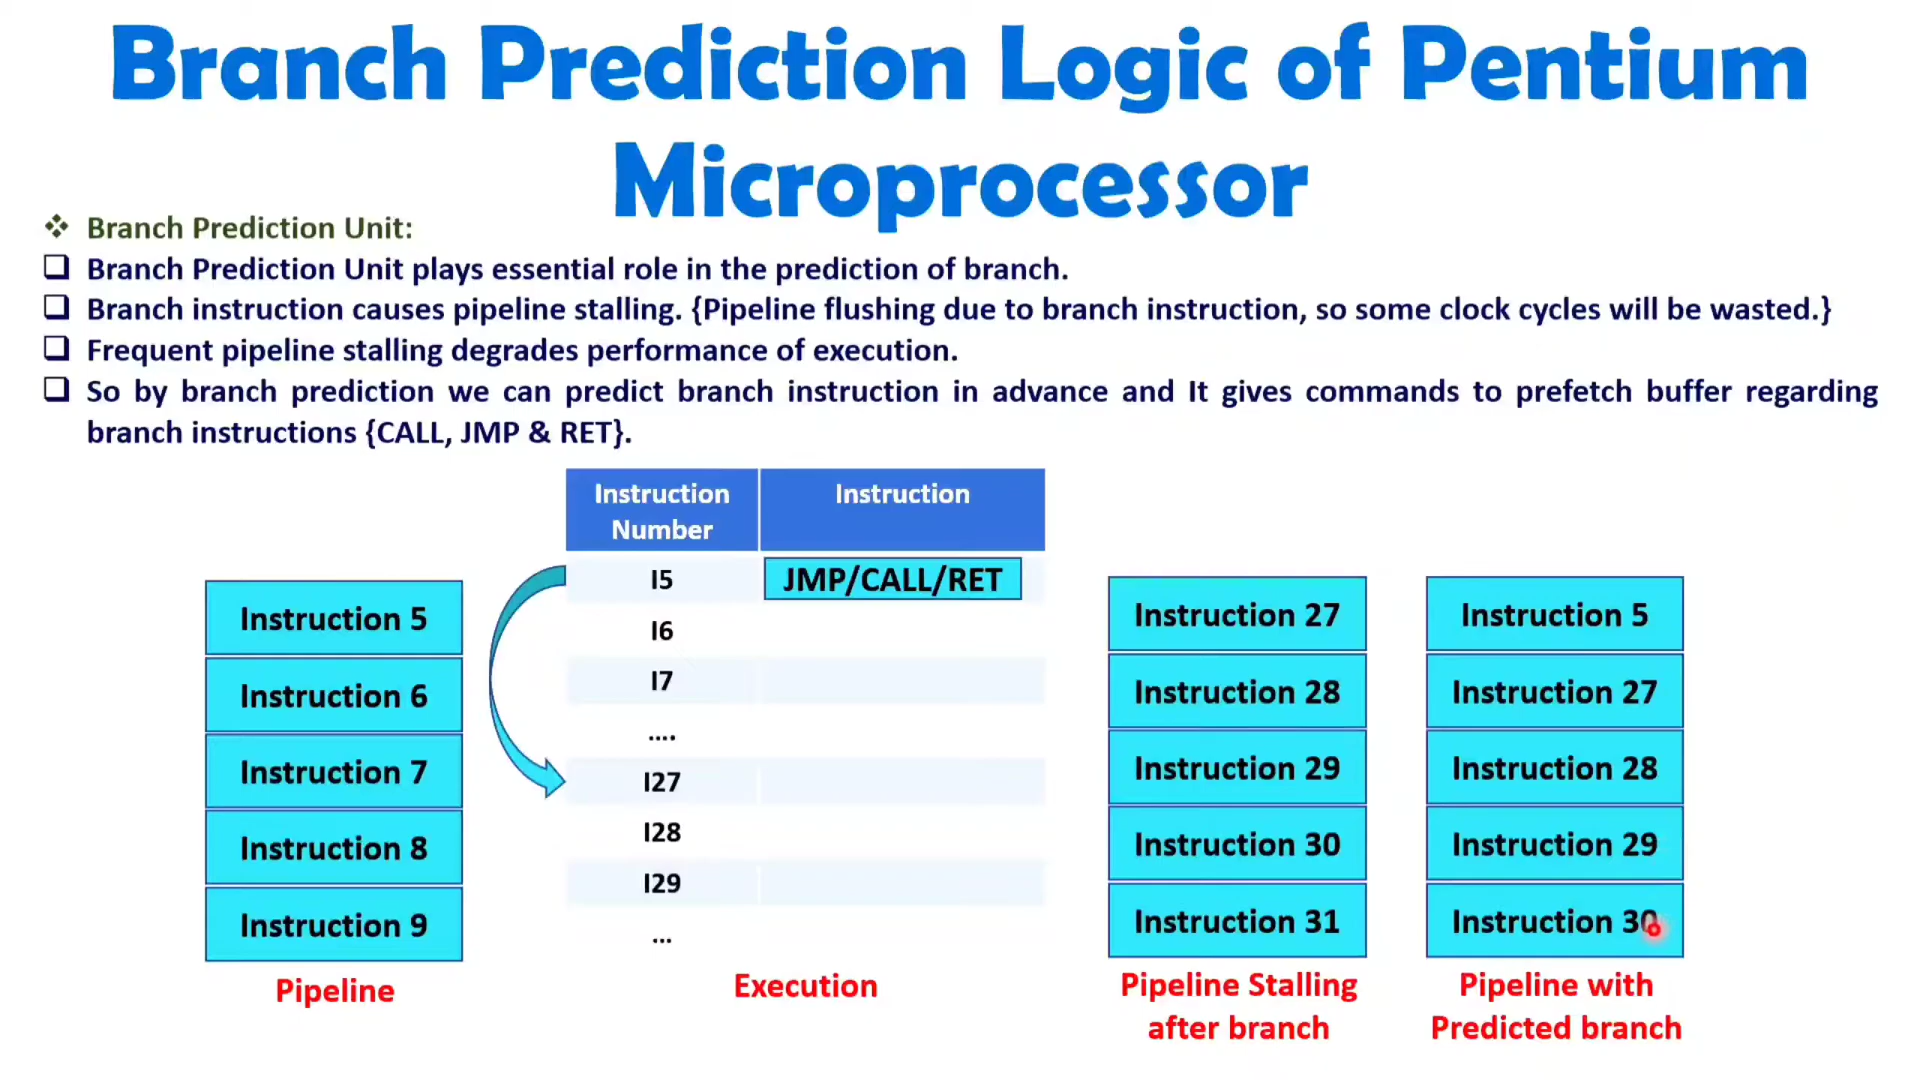 Branch Prediction Logic of Pentium
Microprocessor
Branch Prediction Unit:
Branch Prediction Unit plays essential role in the prediction of branch.
Branch instruction causes pipeline stalling. {Pipeline flushing due to branch instruction, so some clock cycles will be wasted.}
Frequent pipeline stalling degrades performance of execution.
So by branch prediction we can predict branch instruction in advance and It gives commands to prefetch buffer regarding
branch instructions {CALL, JMP & RET}.
Instruction 5
Instruction 6
Instruction 7
Instruction 8
Instruction 9
Pipeline
Instruction Instruction
Number
I5 JMP/CALL/RET
I6
I7
....
I27
I28
I29
...
Execution
Instruction 27
Instruction 28
Instruction 29
Instruction 30
Instruction 31
Pipeline Stalling
after branch
Instruction 5
Instruction 27
Instruction 28
Instruction 29
Instruction 30
Pipeline with
Predicted branch